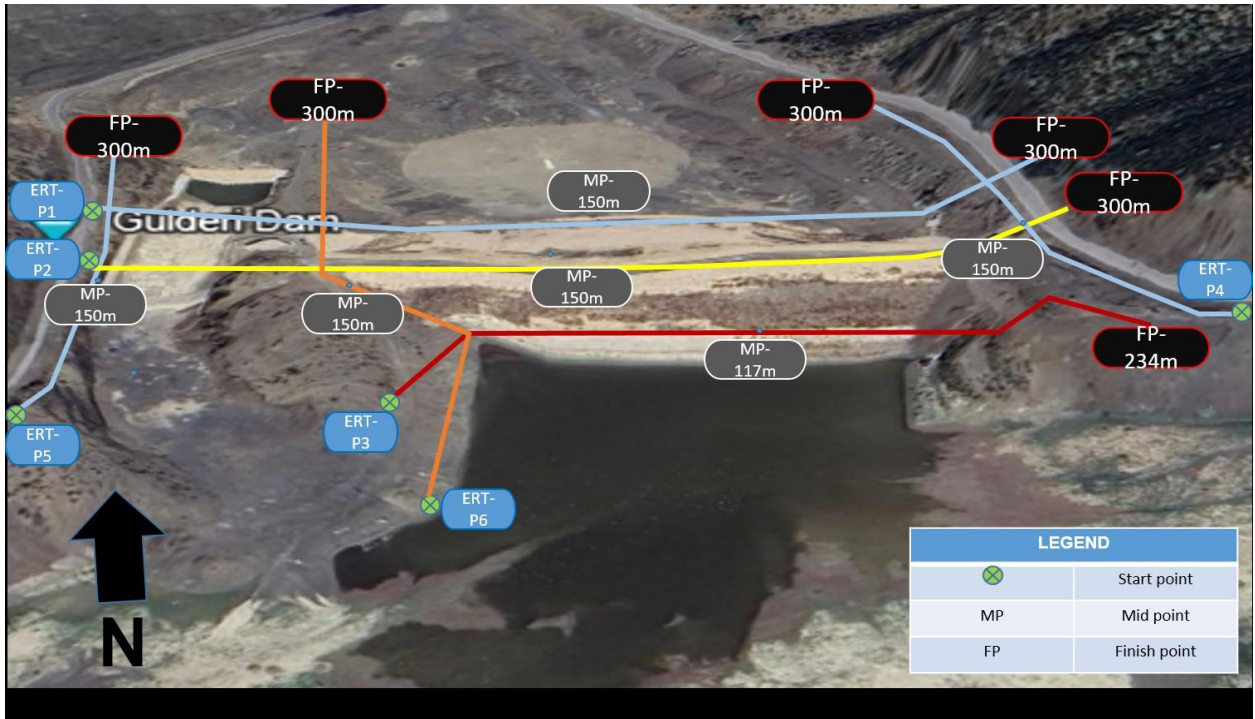 FP-
300m
FP-
300m
FP-
300m
FP-
300m
MP-
150m
ERT-
P1
FP-
300m
Gulderi Dam
ERT-
P2
MP-
150m
MP-
150m
MP-
150m
MP-
150m
ERT-
P4
MP-
117m
FP-
234m
ERT-
P3
ERT-
P5
ERT-
P6
N
LEGEND
Start point
MP Mid point
FP Finish point